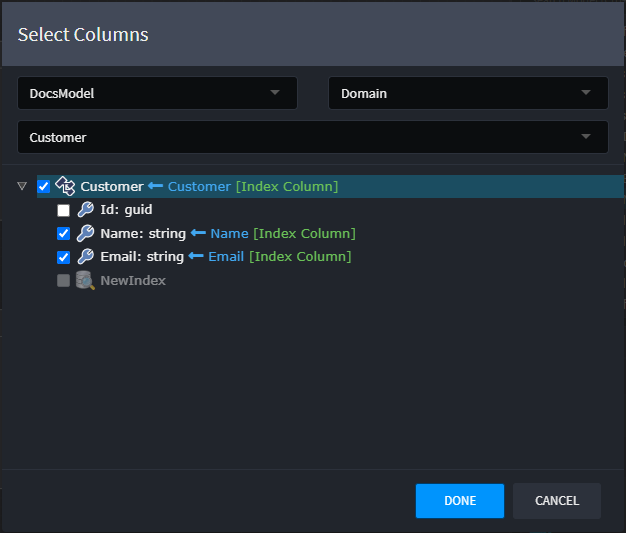 Select Columns
DocsModel
Domain
Customer
Customer Customer [Index Column]
Id: guid
Name: string Name [Index Column]
Email: string Email [Index Column]
NewIndex
DONE
CANCEL